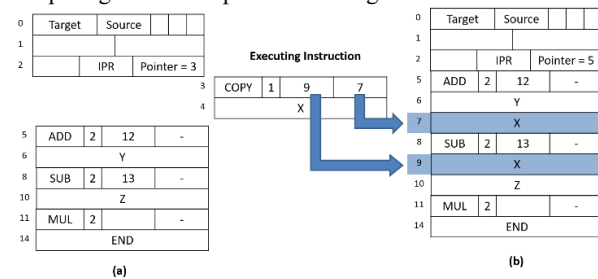 0 Target Source
1
2 IPR Pointer = 3
5 ADD 2 12 -
6 Y
8 SUB 2 13 -
10 Z
11 MUL 2 -
14 END
(a)
Executing Instruction
3 COPY 1 9 7
4 X
0 Target Source
1
2 IPR Pointer = 5
5 ADD 2 12 -
6 Y
7 X
8 SUB 2 13 -
9 X
10 Z
11 MUL 2 -
14 END
(b)